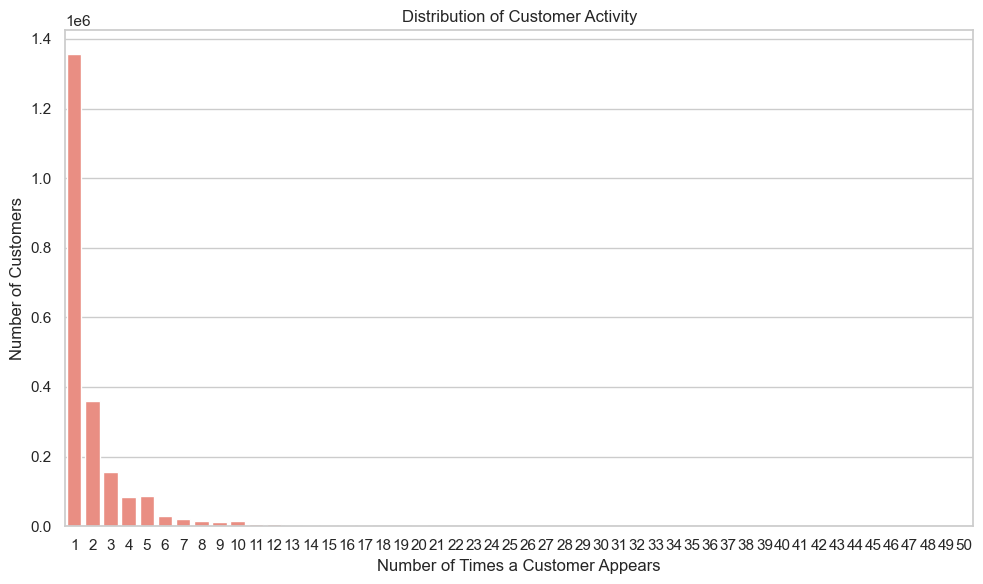 Distribution of Customer Activity
1e6
1.4
1.2
1.0
0.8
0.6
0.4
0.2
0.0
Number of Customers
1 2 3 4 5 6 7 8 9 10 11 12 13 14 15 16 17 18 19 20 21 22 23 24 25 26 27 28 29 30 31 32 33 34 35 36 37 38 39 40 41 42 43 44 45 46 47 48 49 50
Number of Times a Customer Appears